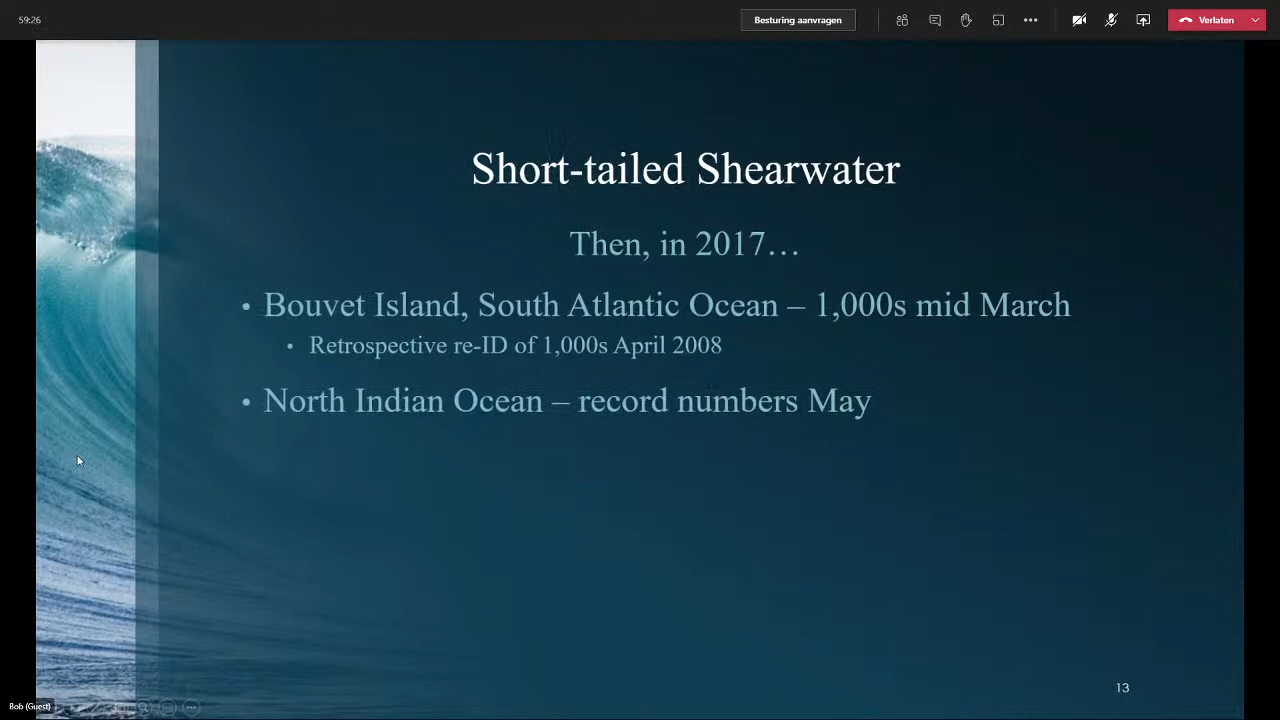 59:26
Besturing aanvragen
Verlaten
Short-tailed Shearwater
Then, in 2017…
• Bouvet Island, South Atlantic Ocean – 1,000s mid March
• Retrospective re-ID of 1,000s April 2008
• North Indian Ocean – record numbers May
13
Bob (Guest)